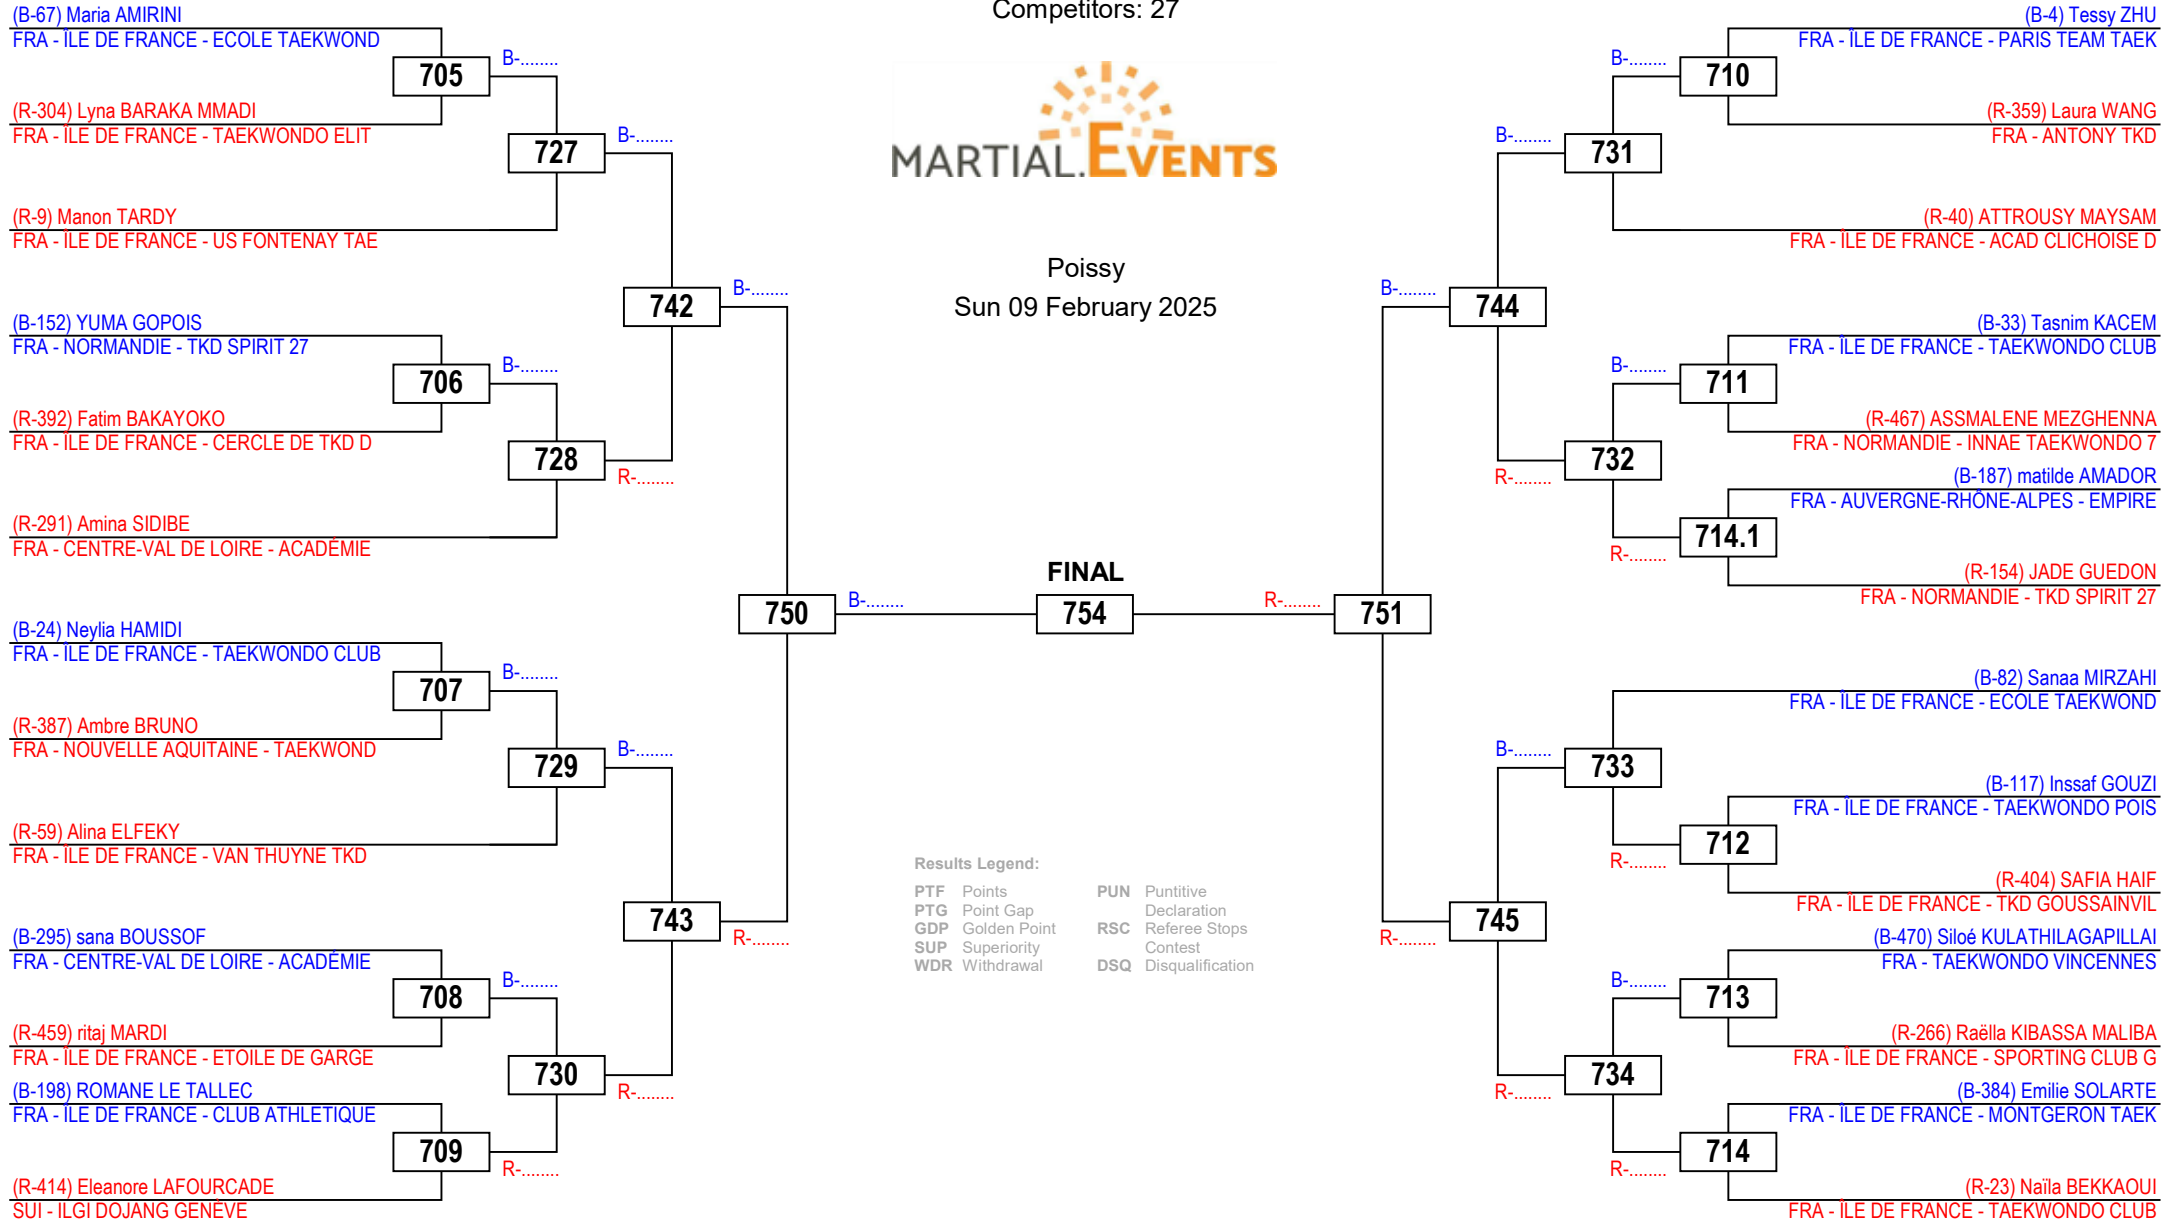 Competitors: 27
MARTIAL.EVENTS
Poissy
Sun 09 February 2025
(B-67) Maria AMIRINI
FRA - ÎLE DE FRANCE - ECOLE TAEKWOND
705
B-........
(R-304) Lyna BARAKA MMADI
FRA - ÎLE DE FRANCE - TAEKWONDO ELIT
727
B-........
(R-9) Manon TARDY
FRA - ÎLE DE FRANCE - US FONTENAY TAE
742
B-........
(B-152) YUMA GOPOIS
FRA - NORMANDIE - TKD SPIRIT 27
706
B-........
(R-392) Fatim BAKAYOKO
FRA - ÎLE DE FRANCE - CERCLE DE TKD D
728
R-........
(R-291) Amina SIDIBE
FRA - CENTRE-VAL DE LOIRE - ACADÉMIE
750
B-........
(B-24) Neylia HAMIDI
FRA - ÎLE DE FRANCE - TAEKWONDO CLUB
707
B-........
(R-387) Ambre BRUNO
FRA - NOUVELLE AQUITAINE - TAEKWOND
729
B-........
(R-59) Alina ELFEKY
FRA - ÎLE DE FRANCE - VAN THUYNE TKD
743
R-........
(B-295) sana BOUSSOF
FRA - CENTRE-VAL DE LOIRE - ACADÉMIE
708
B-........
(R-459) ritaj MARDI
FRA - ÎLE DE FRANCE - ETOILE DE GARGE
730
R-........
(B-198) ROMANE LE TALLEC
FRA - ÎLE DE FRANCE - CLUB ATHLETIQUE
709
R-........
(R-414) Eleanore LAFOURCADE
SUI - ILGI DOJANG GENÈVE
FINAL
754
Results Legend:
PTF Points
PTG Point Gap
GDP Golden Point
SUP Superiority
WDR Withdrawal
PUN Puntitive
Declaration
RSC Referee Stops
Contest
DSQ Disqualification
(B-4) Tessy ZHU
FRA - ÎLE DE FRANCE - PARIS TEAM TAEK
B-........
710
(R-359) Laura WANG
FRA - ANTONY TKD
B-........
731
(R-40) ATTROUSY MAYSAM
FRA - ÎLE DE FRANCE - ACAD CLICHOISE D
B-........
744
(B-33) Tasnim KACEM
FRA - ÎLE DE FRANCE - TAEKWONDO CLUB
B-........
711
(R-467) ASSMALENE MEZGHENNA
FRA - NORMANDIE - INNAE TAEKWONDO 7
R-........
732
(B-187) matilde AMADOR
FRA - AUVERGNE-RHÔNE-ALPES - EMPIRE
R-........
714.1
(R-154) JADE GUEDON
FRA - NORMANDIE - TKD SPIRIT 27
R-........
751
(B-82) Sanaa MIRZAHI
FRA - ÎLE DE FRANCE - ECOLE TAEKWOND
B-........
733
(B-117) Inssaf GOUZI
FRA - ÎLE DE FRANCE - TAEKWONDO POIS
R-........
712
(R-404) SAFIA HAIF
FRA - ÎLE DE FRANCE - TKD GOUSSAINVIL
R-........
745
(B-470) Siloé KULATHILAGAPILLAI
FRA - TAEKWONDO VINCENNES
B-........
713
(R-266) Raëlla KIBASSA MALIBA
FRA - ÎLE DE FRANCE - SPORTING CLUB G
R-........
734
(B-384) Emilie SOLARTE
FRA - ÎLE DE FRANCE - MONTGERON TAEK
R-........
714
(R-23) Naïla BEKKAOUI
FRA - ÎLE DE FRANCE - TAEKWONDO CLUB